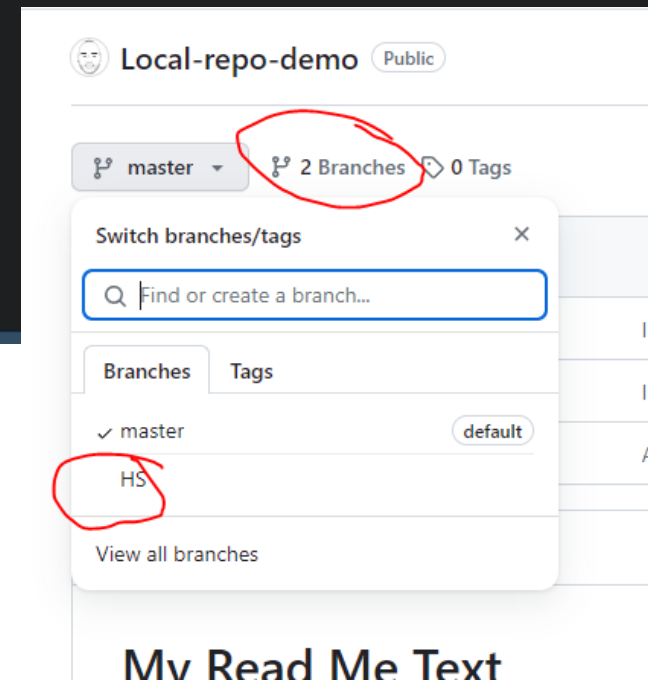 Local-repo-demo Public
master 2 Branches 0 Tags
Switch branches/tags
Find or create a branch...
Branches Tags
master default
HS
View all branches
My Read Me Text